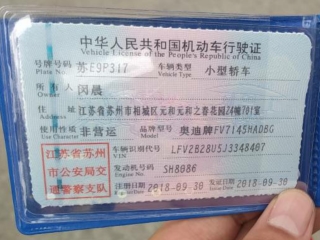 中华人民共和国机动车行驶证
Vehicle License of the People's Republic of China
号牌号码 苏E9P317 车辆类型 小型轿车
Plate No. Vehicle Type
所有人 闵晨
Owner
住址 江苏省苏州市相城区元和元和之春花园24幢701室
Address
使用性质 非营运 品牌型号 奥迪牌FV7145HADBG
江苏省苏州
市公安局交
通警察支队
车辆识别代号 LFV2B28U5J3348407
VIN
发动机号码 SH8086
注册日期 2018-09-30 发证日期 2018-09-30